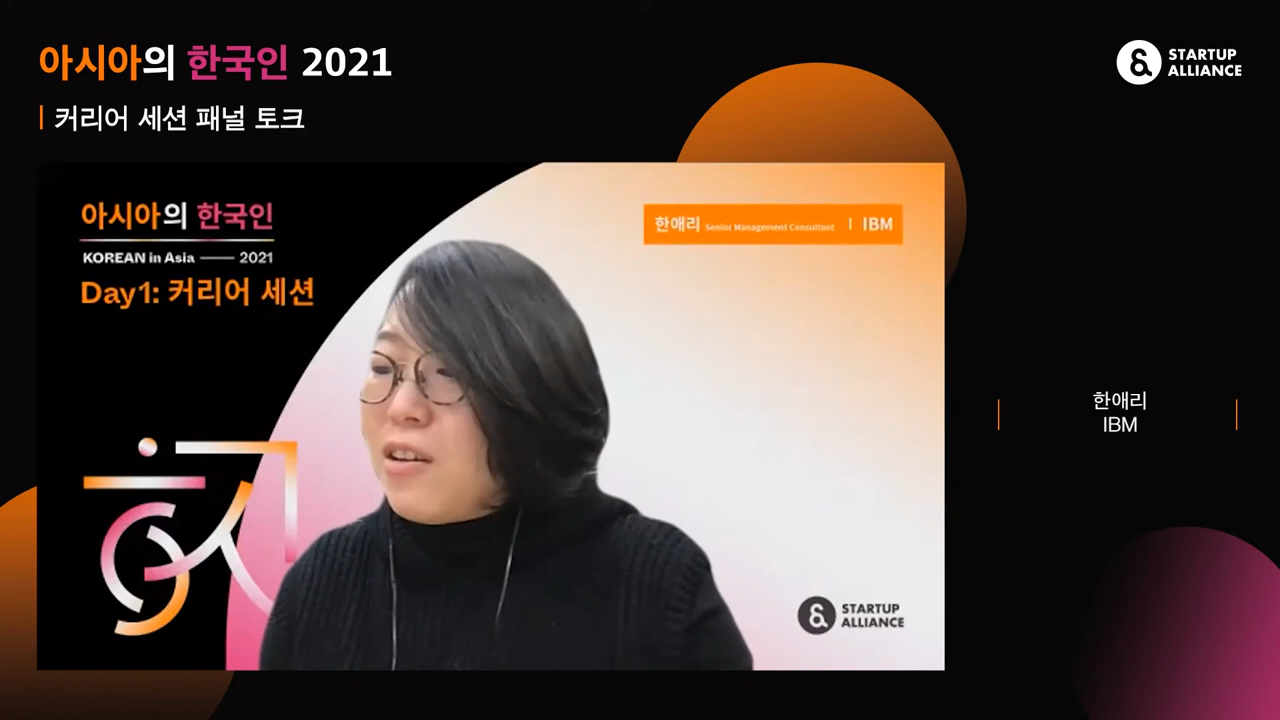 아시아의 한국인 2021
커리어 세션 패널 토크
STARTUP
ALLIANCE
아시아의 한국인
KOREAN in Asia 2021
Day1: 커리어 세션
한애리 Senior Management Consultant | IBM
STARTUP
ALLIANCE
한애리
IBM